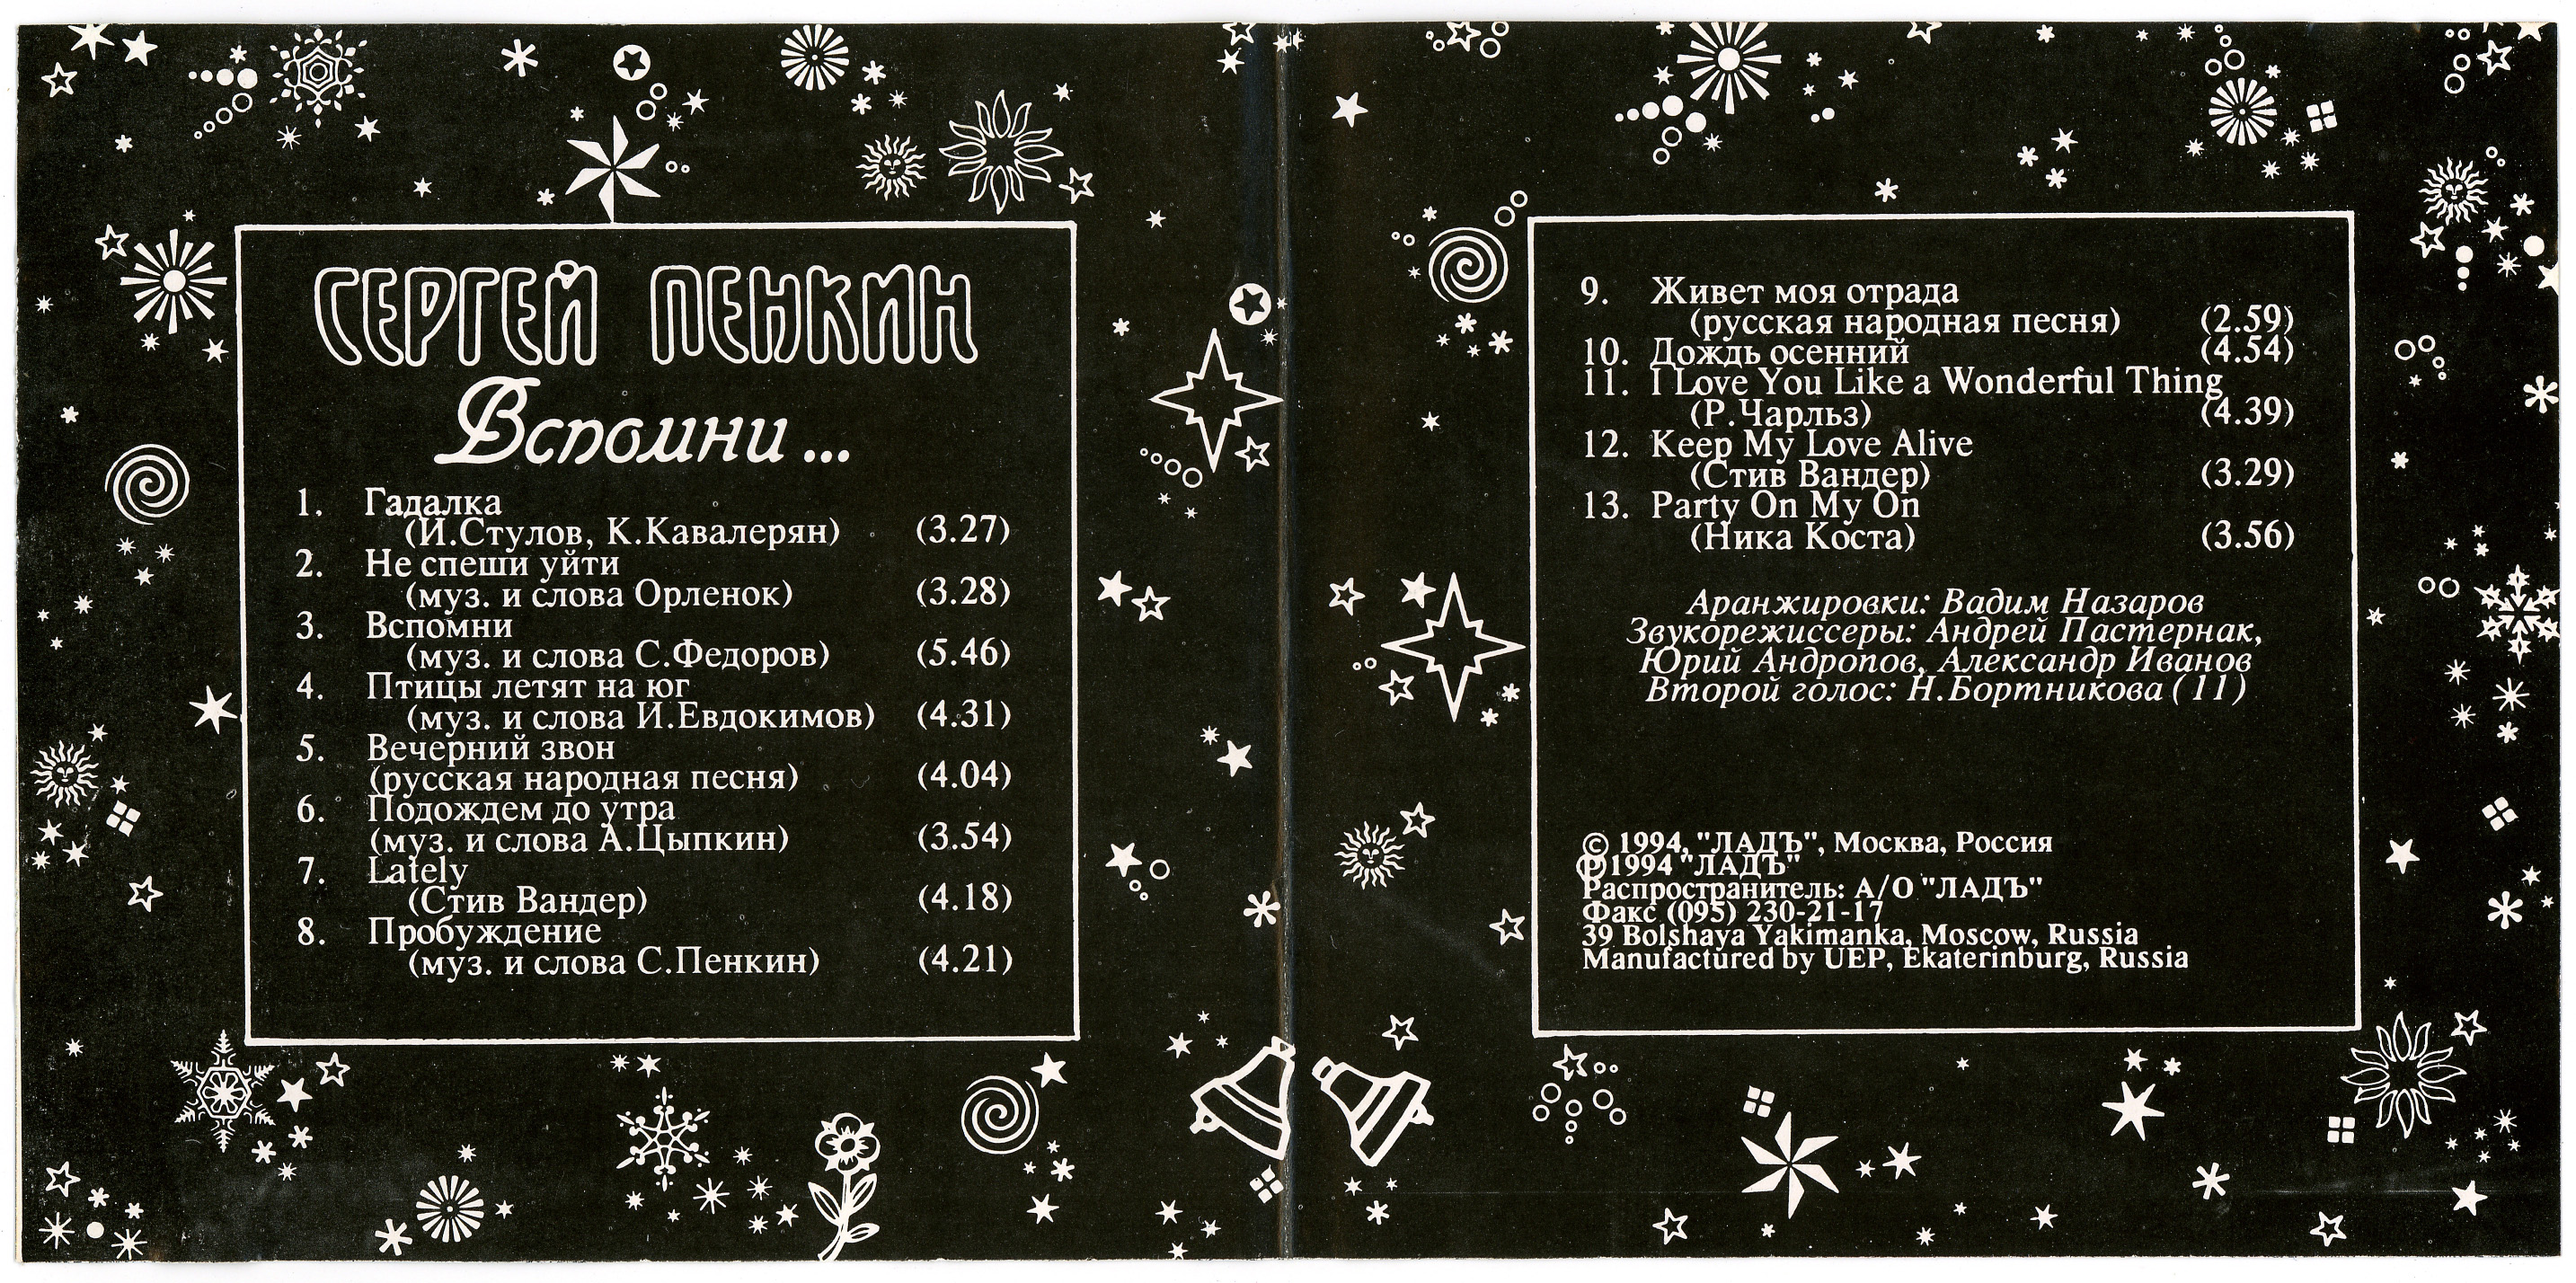 СЕРГЕЙ ПЕНКИН
Вспомни...
1. Гадалка
(И.Стулов, К.Кавалерян) (3.27)
2. Не спеши уйти
(муз. и слова Орленок) (3.28)
3. Вспомни
(муз. и слова С.Федоров) (5.46)
4. Птицы летят на юг
(муз. и слова И.Евдокимов) (4.31)
5. Вечерний звон
(русская народная песня) (4.04)
6. Подождем до утра
(муз. и слова А.Цыпкин) (3.54)
7. Lately
(Стив Вандер) (4.18)
8. Пробуждение
(муз. и слова С.Пенкин) (4.21)
9. Живет моя отрада
(русская народная песня) (2.59)
10. Дождь осенний (4.54)
11. I Love You Like a Wonderful Thing
(Р.Чарльз) (4.39)
12. Keep My Love Alive
(Стив Вандер) (3.29)
13. Party On My On
(Ника Коста) (3.56)
Аранжировки: Вадим Назаров
Звукорежиссеры: Андрей Пастернак,
Юрий Андропов, Александр Иванов
Второй голос: Н.Бортникова (11)
© 1994, "ЛАДЪ", Москва, Россия
℗ 1994 "ЛАДЪ"
Распространитель: А/О "ЛАДЪ"
Факс (095) 230-21-17
39 Bolshaya Yakimanka, Moscow, Russia
Manufactured by UEP, Ekaterinburg, Russia